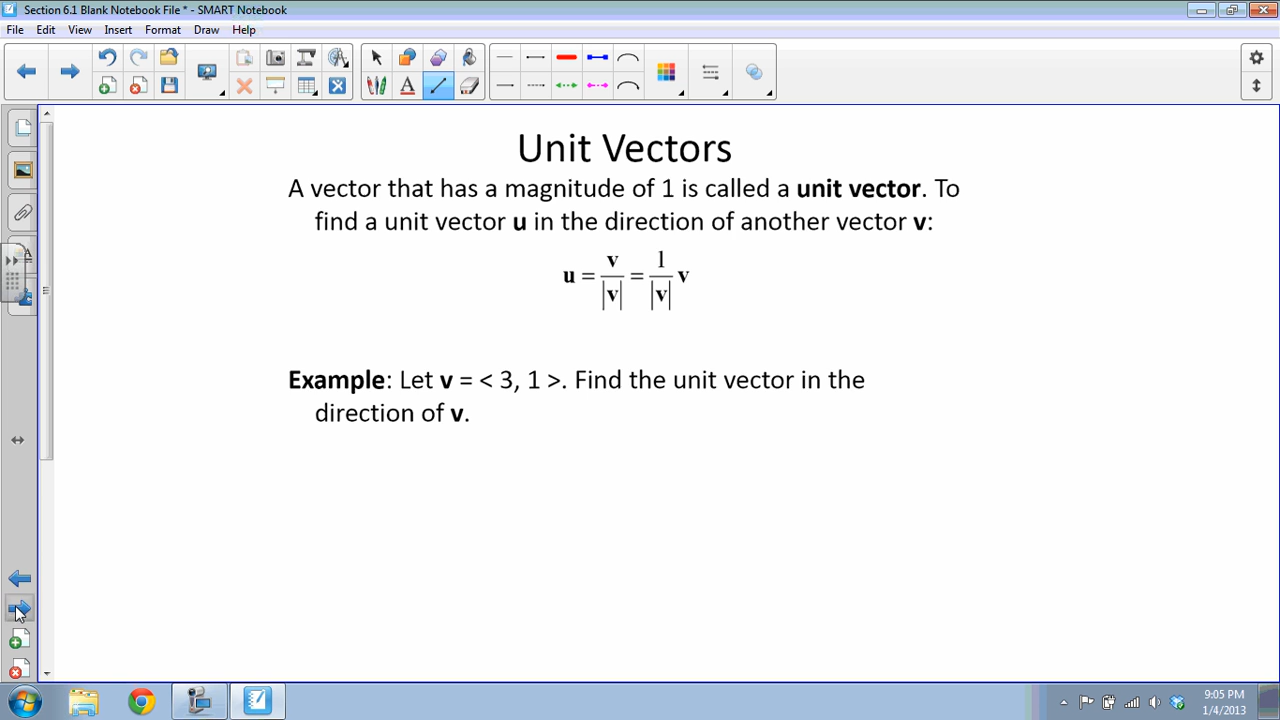 Section 6.1 Blank Notebook File * - SMART Notebook
File Edit View Insert Format Draw Help
Unit Vectors
A vector that has a magnitude of 1 is called a unit vector. To
find a unit vector u in the direction of another vector v:
u = v/|v| = 1/|v| v
Example: Let v = < 3, 1 >. Find the unit vector in the
direction of v.
9:05 PM
1/4/2013